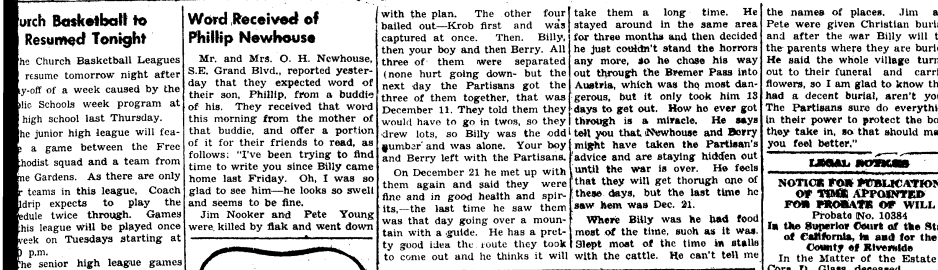 urch Basketball to
Resumed Tonight
he Church Basketball Leagues
resume tomorrow night after
y-off of a week caused by the
lic Schools week program at
high school last Thursday.
he junior high league will fea-
a game between the Free
hodist squad and a team from
ne Gardens. As there are only
r teams in this league, Coach
ldrip expects to play the
edule twice through. Games
his league will be played once
week on Tuesdays starting at
0 p.m.
he senior high league games
Word Received of
Phillip Newhouse
Mr. and Mrs. O. H. Newhouse,
S.E. Grand Blvd., reported yester-
day that they expected word of
their son, Phillip, from a buddie
of his. They received that word
this morning from the mother of
that buddie, and offer a portion
of it for their friends to read, as
follows: "I've been trying to find
time to write you since Billy came
home last Friday. Oh, I was so
glad to see him—he looks so swell
and seems to be fine.
Jim Nooker and Pete Young
were killed by flak and went down
with the plan. The other four
bailed out—Krob first and was
captured at once. Then. Billy,
then your boy and then Berry. All
three of them were separated
(none hurt going down- but the
next day the Partisans got the
three of them together, that was
December 11. They told them they
would have to go in twos, so they
drew lots, so Billy was the odd
number and was alone. Your boy
and Berry left with the Partisans.
On December 21 he met up with
them again and said they were
fine and in good health and spir-
its,—the last time he saw them
was that day going over a moun-
tain with a guide. He has a pret-
ty good idea the route they took
to come out and he thinks it will
take them a long time. He
stayed around in the same area
for three months and then decided
he just couldn't stand the horrors
any more, so he chose his way
out through the Bremer Pass into
Austria, which was the most dan-
gerous, but it only took him 13
days to get out. How he ever got
through is a miracle. He says
tell you that Newhouse and Berry
might have taken the Partisan's
advice and are staying hidden out
until the war is over. He feels
that they will get thorugh one of
these days, but the last time he
saw hem was Dec. 21.
Where Billy was he had food
most of the time, such as it was.
Slept most of the time in stalls
with the cattle. He can't tell me
the names of places. Jim a
Pete were given Christian buri
and after the war Billy will t
the parents where they are burie
He said the whole village turn
out to their funeral and carri
flowers, so I am glad to know th
had a decent burial, aren't yo
The Partisans sure do everythi
in their power to protect the bo
they take in, so that should ma
you feel better."
LEGAL NOTICES
NOTICE FOR PUBLICATION
OF TIME APPOINTED
FOR PROBATE OF WILL
Probate No. 10384
In the Superior Court of the Sta
of California, in and for the
County of Riverside
In the Matter of the Estate